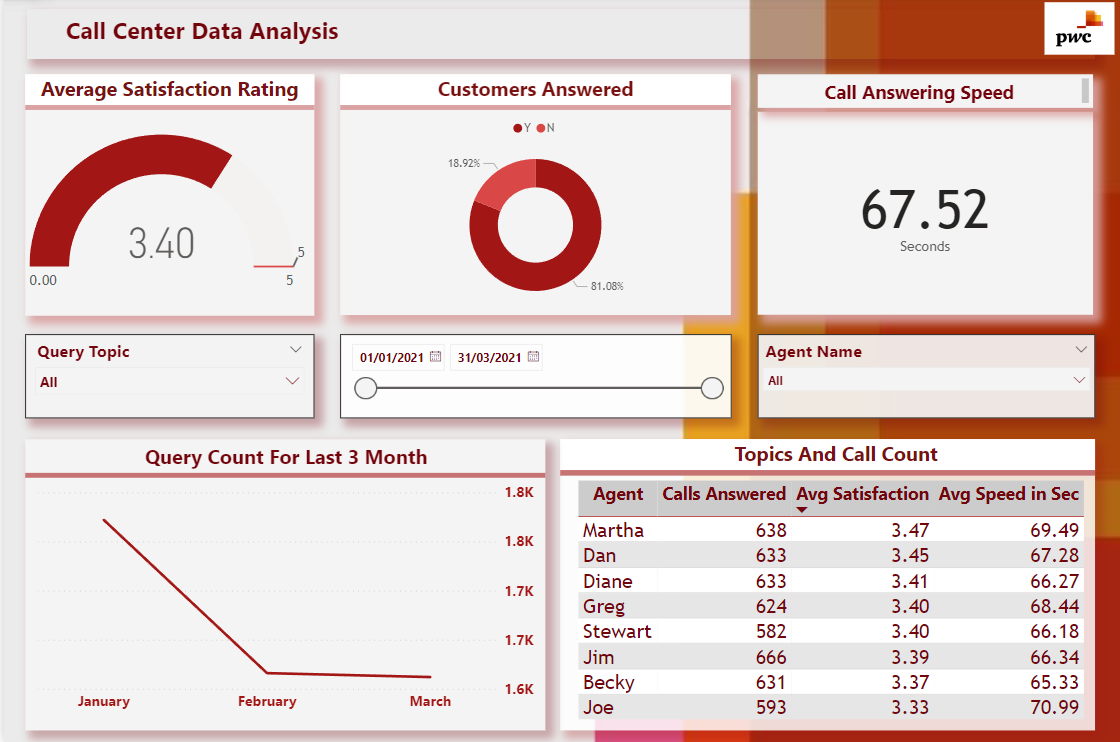 Call Center Data Analysis
pwc
Average Satisfaction Rating
3.40
0.00
5
5
Customers Answered
Y N
18.92%
81.08%
Call Answering Speed
67.52
Seconds
Query Topic
All
01/01/2021 31/03/2021
Agent Name
All
Query Count For Last 3 Month
1.8K
1.8K
1.7K
1.7K
1.6K
January February March
Topics And Call Count
Agent Calls Answered Avg Satisfaction Avg Speed in Sec
Martha 638 3.47 69.49
Dan 633 3.45 67.28
Diane 633 3.41 66.27
Greg 624 3.40 68.44
Stewart 582 3.40 66.18
Jim 666 3.39 66.34
Becky 631 3.37 65.33
Joe 593 3.33 70.99